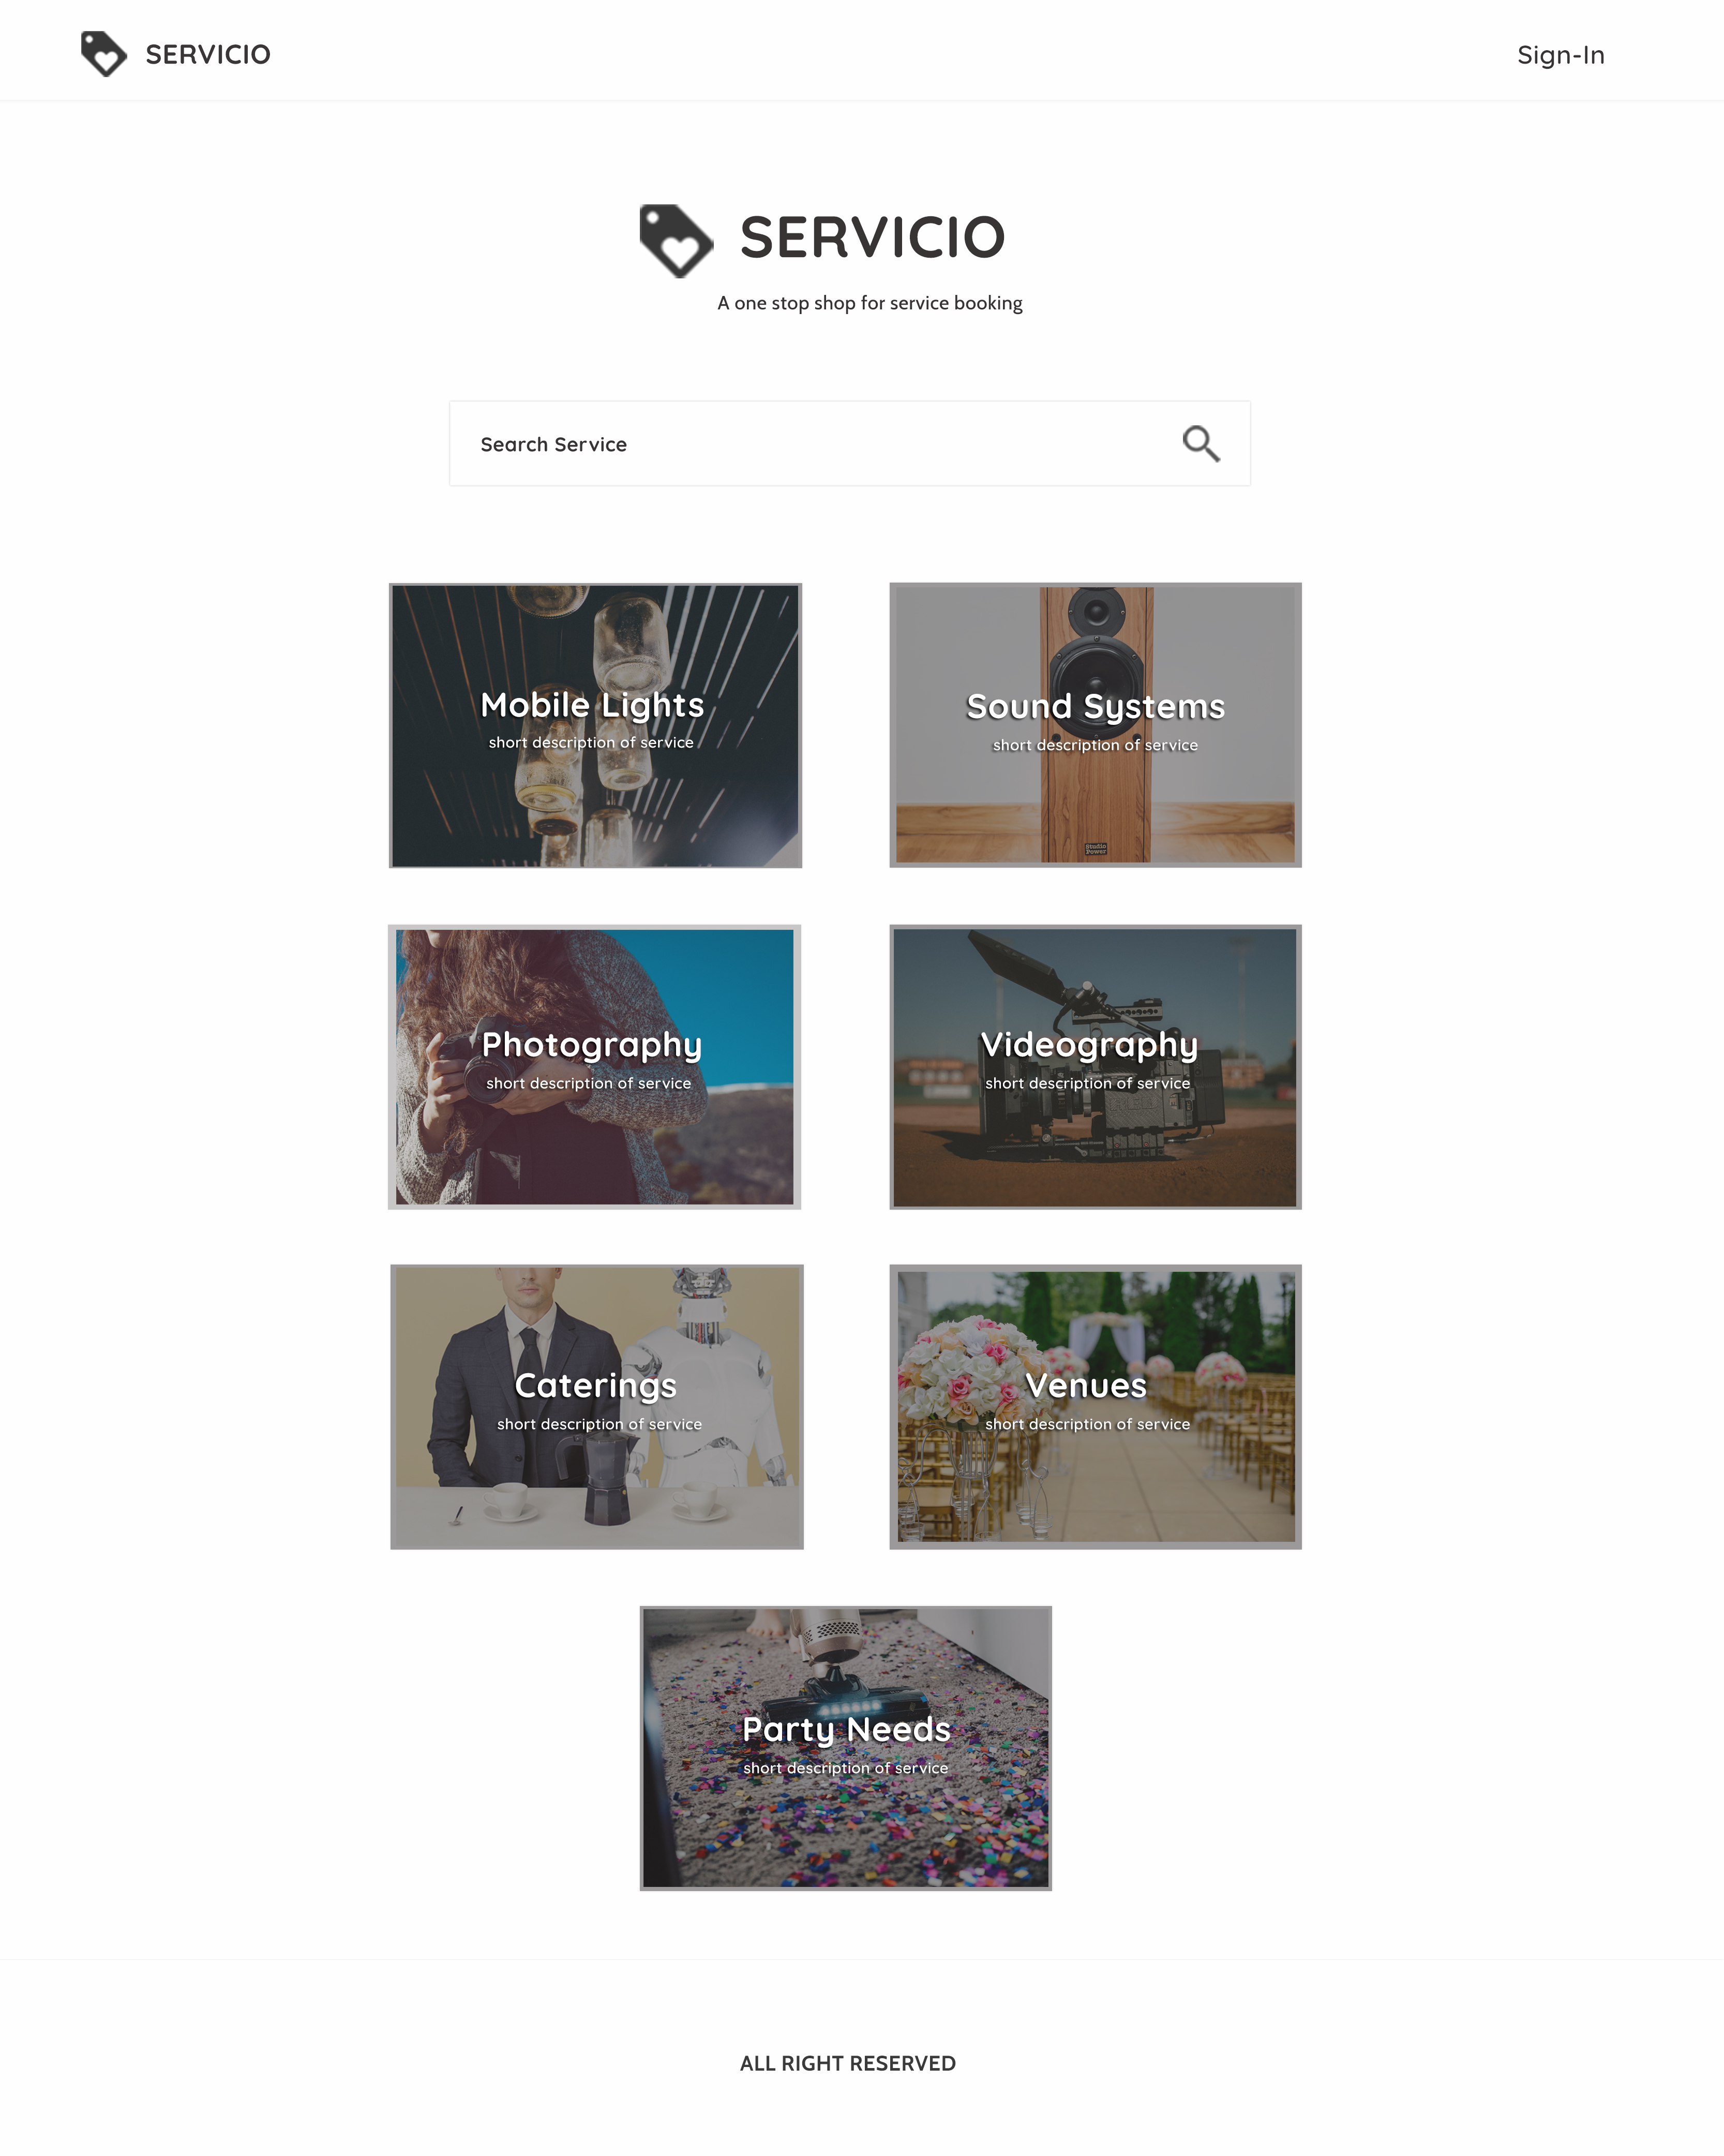 SERVICIO
Sign-In
SERVICIO
A one stop shop for service booking
Search Service
Mobile Lights
short description of service
Sound Systems
short description of service
Studio
Power
Photography
short description of service
Videography
short description of service
Caterings
short description of service
Venues
short description of service
Party Needs
short description of service
ALL RIGHT RESERVED